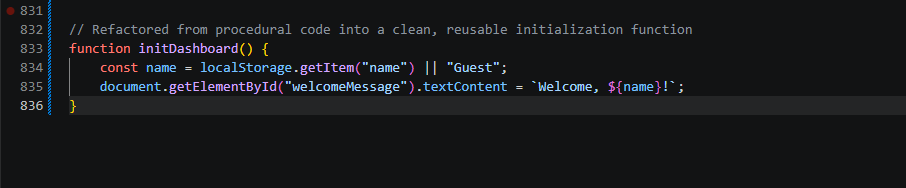 831
832 // Refactored from procedural code into a clean, reusable initialization function
833 function initDashboard() {
834     const name = localStorage.getItem("name") || "Guest";
835     document.getElementById("welcomeMessage").textContent = `Welcome, ${name}!`;
836 }